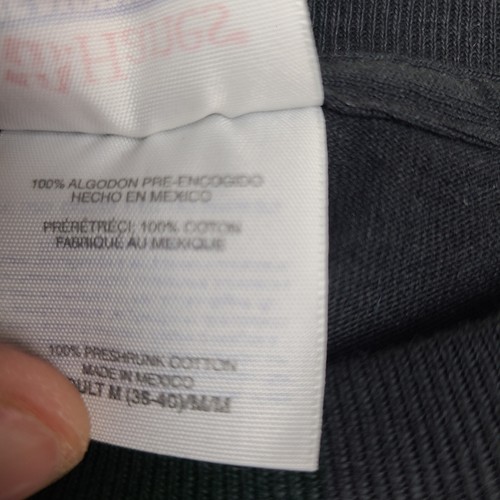 100% ALGODON PRE-ENCOGIDO
HECHO EN MEXICO
PRÉRÉTRÉCI, 100% COTON
FABRIQUÉ AU MEXIQUE
100% PRESHRUNK COTTON
MADE IN MEXICO
ULT M (36-40)/M/M